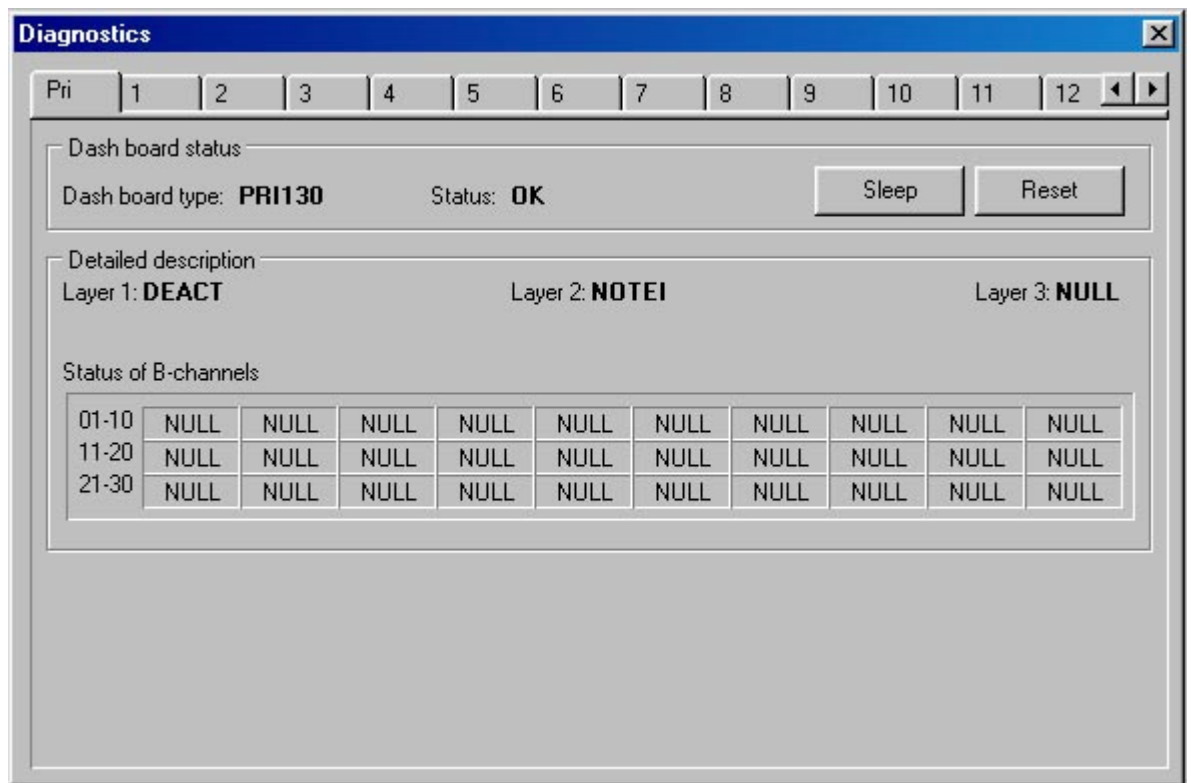 Diagnostics
Pri 1 2 3 4 5 6 7 8 9 10 11 12
Dash board status
Dash board type: PRI130 Status: OK Sleep Reset
Detailed description
Layer 1: DEACT Layer 2: NOTEI Layer 3: NULL
Status of B-channels
01-10 NULL NULL NULL NULL NULL NULL NULL NULL NULL NULL
11-20 NULL NULL NULL NULL NULL NULL NULL NULL NULL NULL
21-30 NULL NULL NULL NULL NULL NULL NULL NULL NULL NULL